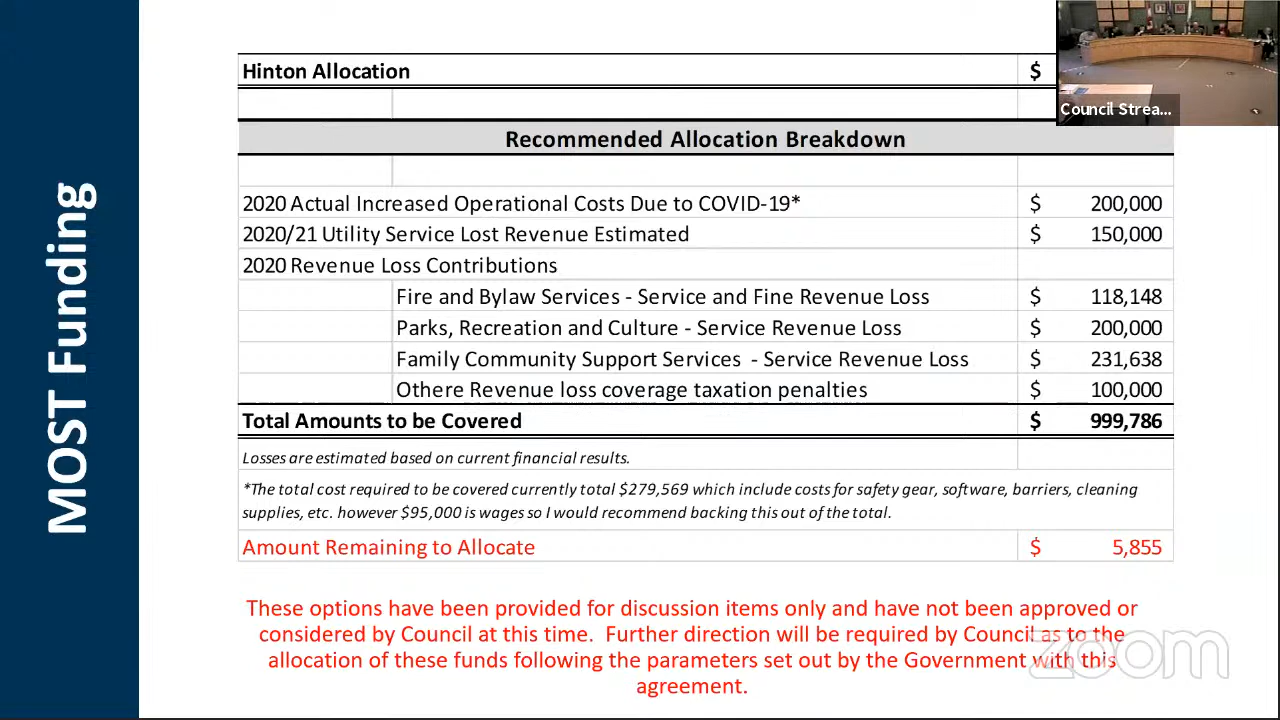 MOST Funding
Hinton Allocation $
Council Strea...
Recommended Allocation Breakdown
2020 Actual Increased Operational Costs Due to COVID-19* $ 200,000
2020/21 Utility Service Lost Revenue Estimated $ 150,000
2020 Revenue Loss Contributions
Fire and Bylaw Services - Service and Fine Revenue Loss $ 118,148
Parks, Recreation and Culture - Service Revenue Loss $ 200,000
Family Community Support Services - Service Revenue Loss $ 231,638
Othere Revenue loss coverage taxation penalties $ 100,000
Total Amounts to be Covered $ 999,786
Losses are estimated based on current financial results.
*The total cost required to be covered currently total $279,569 which include costs for safety gear, software, barriers, cleaning
supplies, etc. however $95,000 is wages so I would recommend backing this out of the total.
Amount Remaining to Allocate $ 5,855
These options have been provided for discussion items only and have not been approved or
considered by Council at this time. Further direction will be required by Council as to the
allocation of these funds following the parameters set out by the Government with this
agreement.
zoom